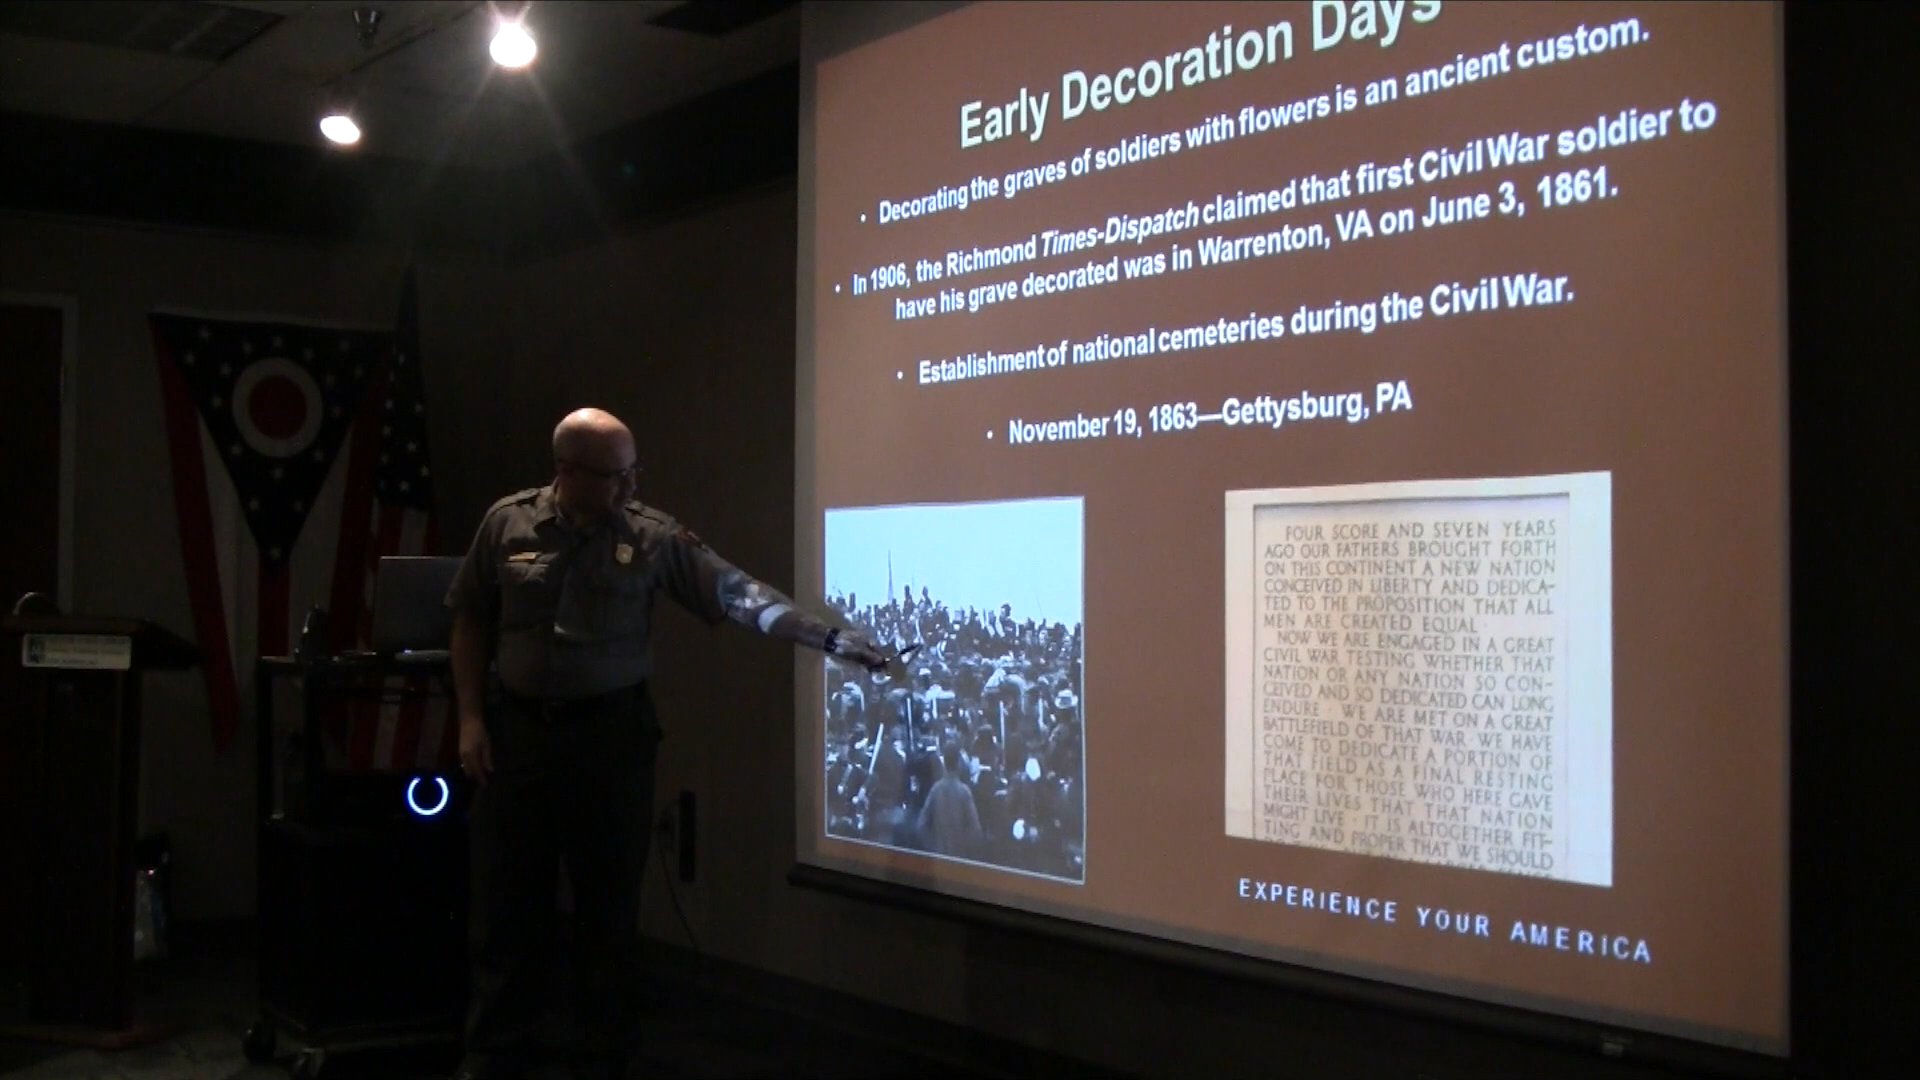 Early Decoration Days
• Decorating the graves of soldiers with flowers is an ancient custom.
• In 1906, the Richmond Times-Dispatch claimed that first Civil War soldier to
have his grave decorated was in Warrenton, VA on June 3, 1861.
• Establishment of national cemeteries during the Civil War.
• November 19, 1863—Gettysburg, PA
FOUR SCORE AND SEVEN YEARS
AGO OUR FATHERS BROUGHT FORTH
ON THIS CONTINENT A NEW NATION
CONCEIVED IN LIBERTY AND DEDICA-
TED TO THE PROPOSITION THAT ALL
MEN ARE CREATED EQUAL ·
NOW WE ARE ENGAGED IN A GREAT
CIVIL WAR TESTING WHETHER THAT
NATION OR ANY NATION SO CON-
CEIVED AND SO DEDICATED CAN LONG
ENDURE · WE ARE MET ON A GREAT
BATTLEFIELD OF THAT WAR · WE HAVE
COME TO DEDICATE A PORTION OF
THAT FIELD AS A FINAL RESTING
PLACE FOR THOSE WHO HERE GAVE
THEIR LIVES THAT THAT NATION
MIGHT LIVE · IT IS ALTOGETHER FIT-
TING AND PROPER THAT WE SHOULD
EXPERIENCE YOUR AMERICA